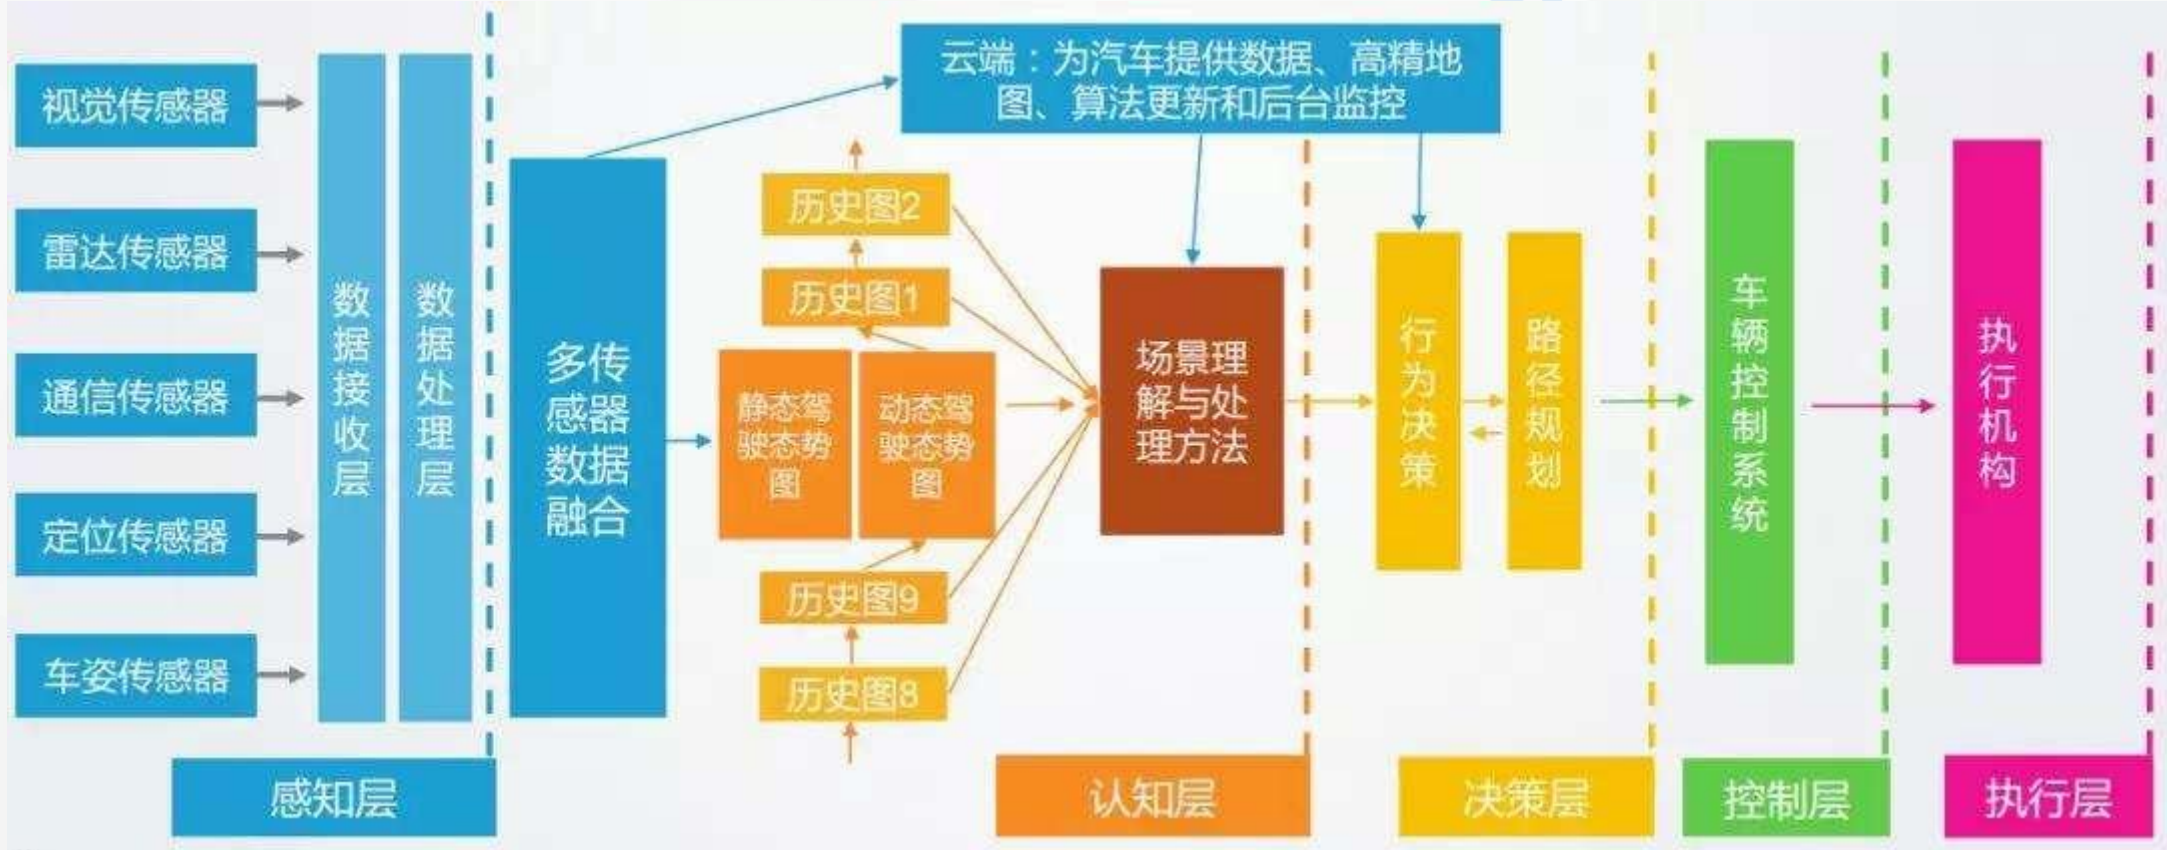 视觉传感器
雷达传感器
通信传感器
定位传感器
车姿传感器
数据接收层
数据处理层
感知层
多传
感器
数据
融合
云端：为汽车提供数据、高精地
图、算法更新和后台监控
历史图2
历史图1
静态驾
驶态势
图
动态驾
驶态势
图
历史图9
历史图8
场景理
解与处
理方法
认知层
行为决策
路径规划
决策层
车辆控制系统
控制层
执行机构
执行层